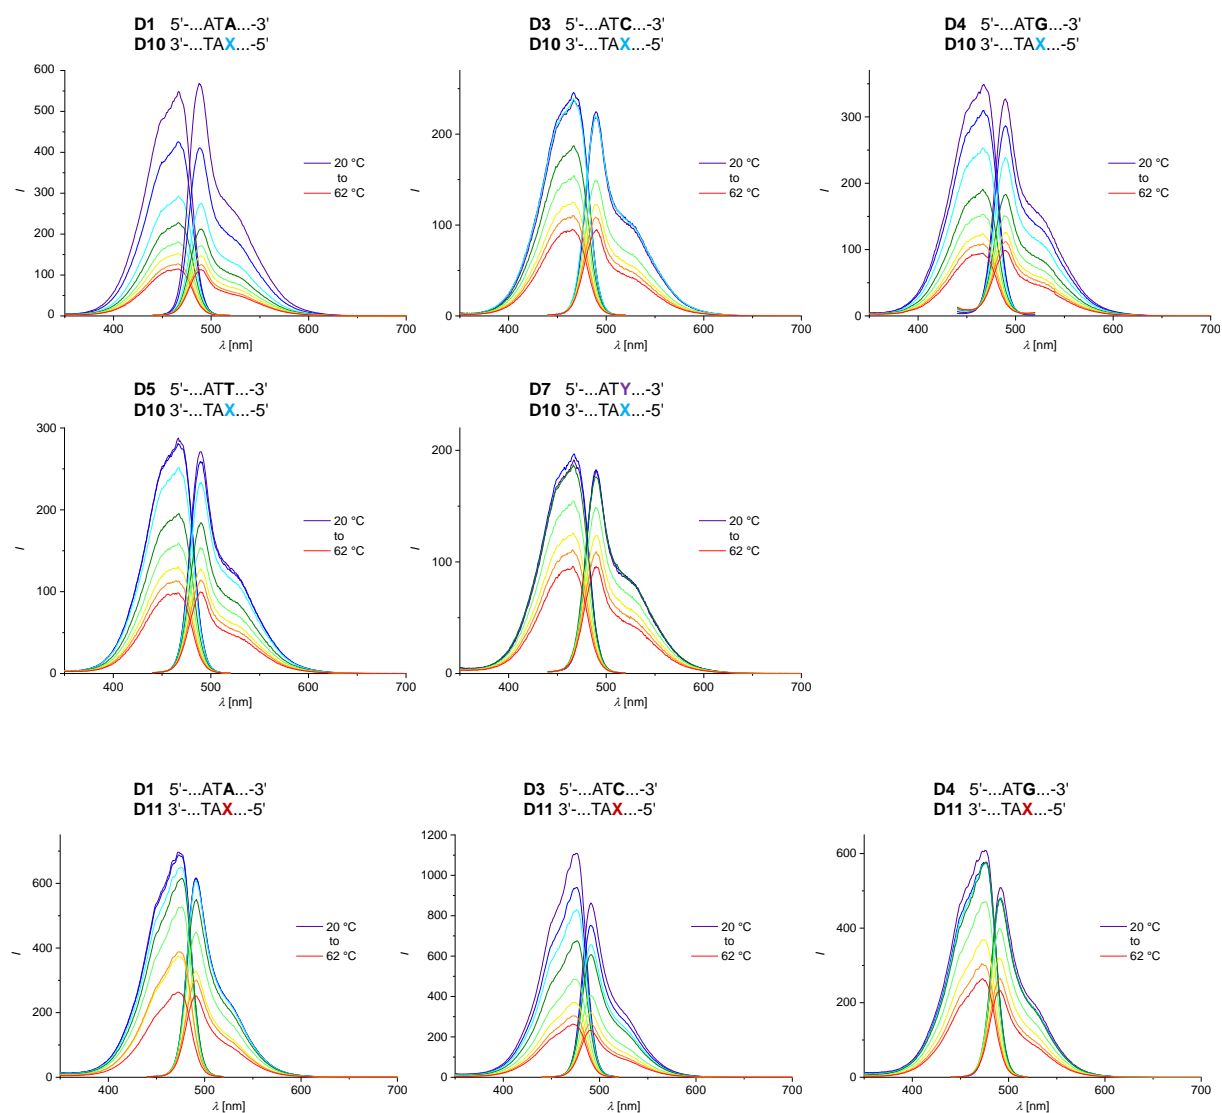 D1 5'-...ATA...-3'
D10 3'-...TAX...-5'
600
500
400
300
200
100
0
I
20 °C
to
62 °C
400 500 600 700
λ [nm]
D3 5'-...ATC...-3'
D10 3'-...TAX...-5'
200
100
0
I
20 °C
to
62 °C
400 500 600 700
λ [nm]
D4 5'-...ATG...-3'
D10 3'-...TAX...-5'
300
200
100
0
I
20 °C
to
62 °C
400 500 600 700
λ [nm]
D5 5'-...ATT...-3'
D10 3'-...TAX...-5'
300
200
100
0
I
20 °C
to
62 °C
400 500 600 700
λ [nm]
D7 5'-...ATY...-3'
D10 3'-...TAX...-5'
200
100
0
I
20 °C
to
62 °C
400 500 600 700
λ [nm]
D1 5'-...ATA...-3'
D11 3'-...TAX...-5'
600
400
200
0
I
20 °C
to
62 °C
400 500 600 700
λ [nm]
D3 5'-...ATC...-3'
D11 3'-...TAX...-5'
1200
1000
800
600
400
200
0
I
20 °C
to
62 °C
400 500 600 700
λ [nm]
D4 5'-...ATG...-3'
D11 3'-...TAX...-5'
600
400
200
0
I
20 °C
to
62 °C
400 500 600 700
λ [nm]